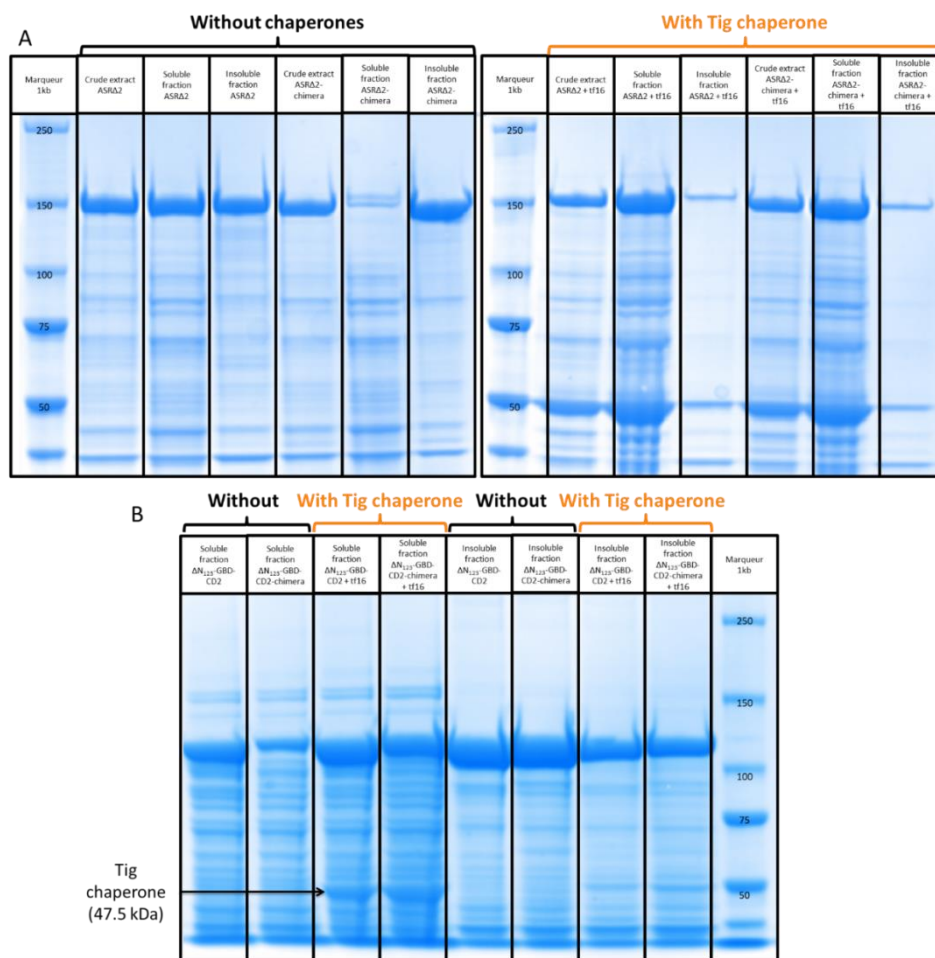 A
Without chaperones
With Tig chaperone
Marqueur
1kb
Crude extract
ASRΔ2
Soluble
fraction
ASRΔ2
Insoluble
fraction
ASRΔ2
Crude extract
ASRΔ2-
chimera
Soluble
fraction
ASRΔ2-
chimera
Insoluble
fraction
ASRΔ2-
chimera
Marqueur
1kb
Crude extract
ASRΔ2 + tf16
Soluble
fraction
ASRΔ2 + tf16
Insoluble
fraction
ASRΔ2 + tf16
Crude extract
ASRΔ2-
chimera + tf16
Soluble
fraction ASRΔ2-
chimera + tf16
Insoluble
fraction ASRΔ2-
chimera + tf16
250
150
100
75
50
250
150
100
75
50
B
Without
With Tig chaperone
Without
With Tig chaperone
Soluble
fraction
ΔN₁₂₃-GBD-
CD2
Soluble
fraction
ΔN₁₂₃-GBD-
CD2-chimera
Soluble
fraction
ΔN₁₂₃-GBD-
CD2 + tf16
Soluble
fraction ΔN₁₂₃-GBD-
CD2-chimera
+ tf16
Insoluble
fraction
ΔN₁₂₃-GBD-
CD2
Insoluble
fraction
ΔN₁₂₃-GBD-
CD2-chimera
Insoluble
fraction
ΔN₁₂₃-GBD-
CD2 + tf16
Insoluble
fraction ΔN₁₂₃-GBD-
CD2-chimera
+ tf16
Marqueur
1kb
250
150
100
75
50
Tig
chaperone
(47.5 kDa)